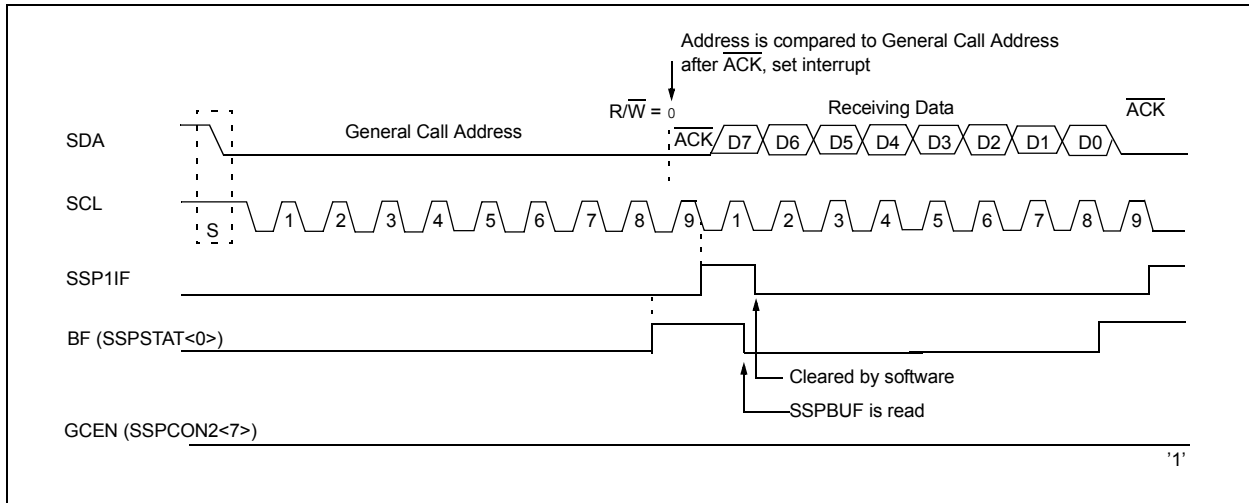 Address is compared to General Call Address
after ACK, set interrupt
R/W = 0
Receiving Data
ACK
SDA
General Call Address
ACK D7 D6 D5 D4 D3 D2 D1 D0
SCL
S
1 2 3 4 5 6 7 8 9 1 2 3 4 5 6 7 8 9
SSP1IF
BF (SSPSTAT<0>)
Cleared by software
SSPBUF is read
GCEN (SSPCON2<7>)
'1'